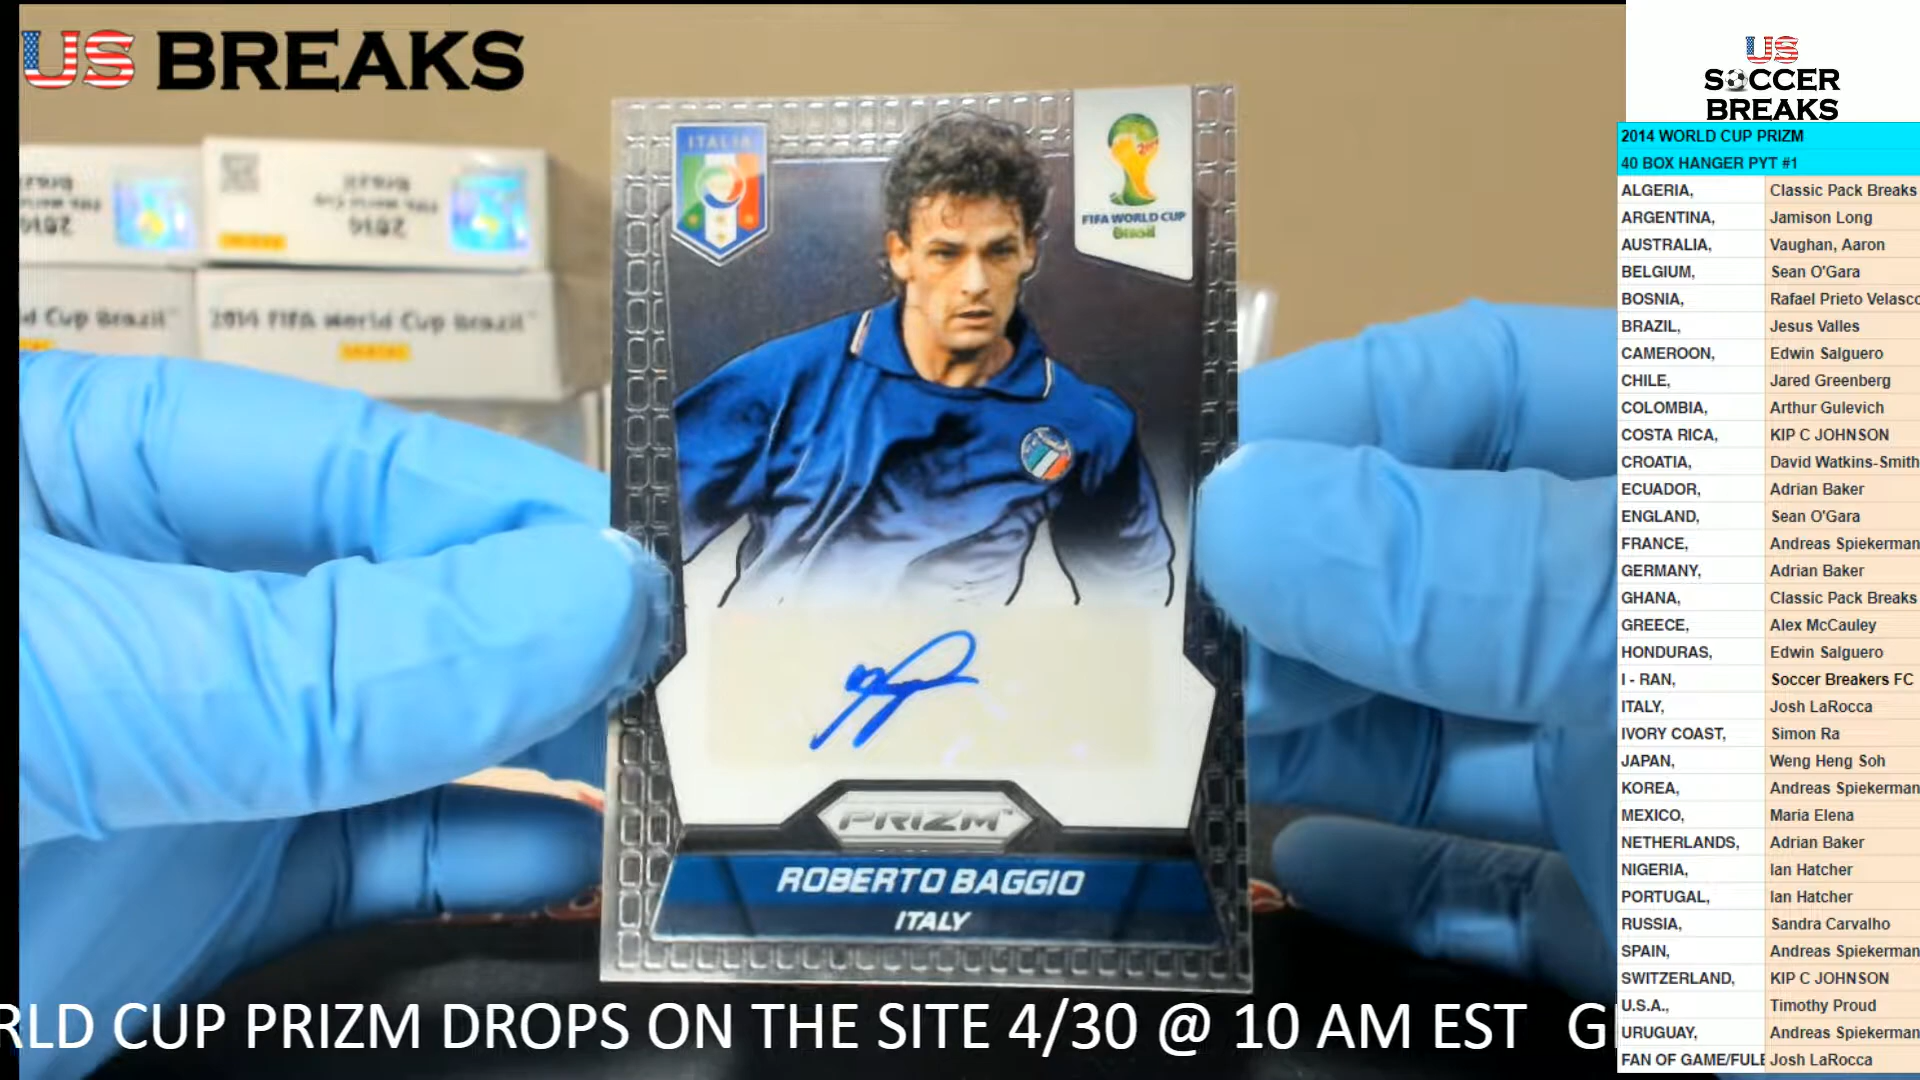 US BREAKS
US
SOCCER
BREAKS
2014 WORLD CUP PRIZM
40 BOX HANGER PYT #1
ALGERIA, Classic Pack Breaks
ARGENTINA, Jamison Long
AUSTRALIA, Vaughan, Aaron
BELGIUM, Sean O'Gara
BOSNIA, Rafael Prieto Velasco
BRAZIL, Jesus Valles
CAMEROON, Edwin Salguero
CHILE, Jared Greenberg
COLOMBIA, Arthur Gulevich
COSTA RICA, KIP C JOHNSON
CROATIA, David Watkins-Smith
ECUADOR, Adrian Baker
ENGLAND, Sean O'Gara
FRANCE, Andreas Spiekerman
GERMANY, Adrian Baker
GHANA, Classic Pack Breaks
GREECE, Alex McCauley
HONDURAS, Edwin Salguero
I - RAN, Soccer Breakers FC
ITALY, Josh LaRocca
IVORY COAST, Simon Ra
JAPAN, Weng Heng Soh
KOREA, Andreas Spiekerman
MEXICO, Maria Elena
NETHERLANDS, Adrian Baker
NIGERIA, Ian Hatcher
PORTUGAL, Ian Hatcher
RUSSIA, Sandra Carvalho
SPAIN, Andreas Spiekerman
SWITZERLAND, KIP C JOHNSON
U.S.A., Timothy Proud
URUGUAY, Andreas Spiekerman
FAN OF GAME/FULE Josh LaRocca
ITALIA
FIFA WORLD CUP
Brasil
d Cup Brazil™
2014 FIFA World Cup Brazil™
PANINI
PRIZM™
ROBERTO BAGGIO
ITALY
RLD CUP PRIZM DROPS ON THE SITE 4/30 @ 10 AM EST G